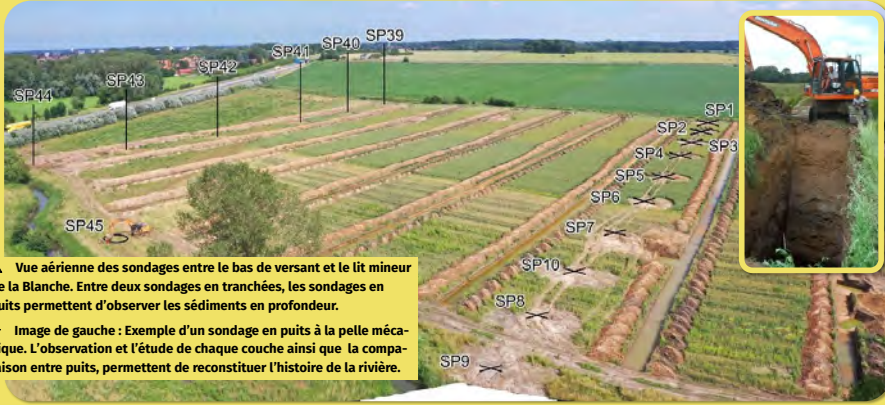 SP39
SP40
SP41
SP42
SP43
SP44
SP1
SP2
SP3
SP4
SP5
SP6
SP7
SP45
SP10
SP8
SP9
Vue aérienne des sondages entre le bas de versant et le lit mineur
la Blanche. Entre deux sondages en tranchées, les sondages en
permettent d'observer les sédiments en profondeur.
Image de gauche : Exemple d'un sondage en puits à la pelle méca-
L'observation et l'étude de chaque couche ainsi que la compa-
entre puits, permettent de reconstituer l'histoire de la rivière.